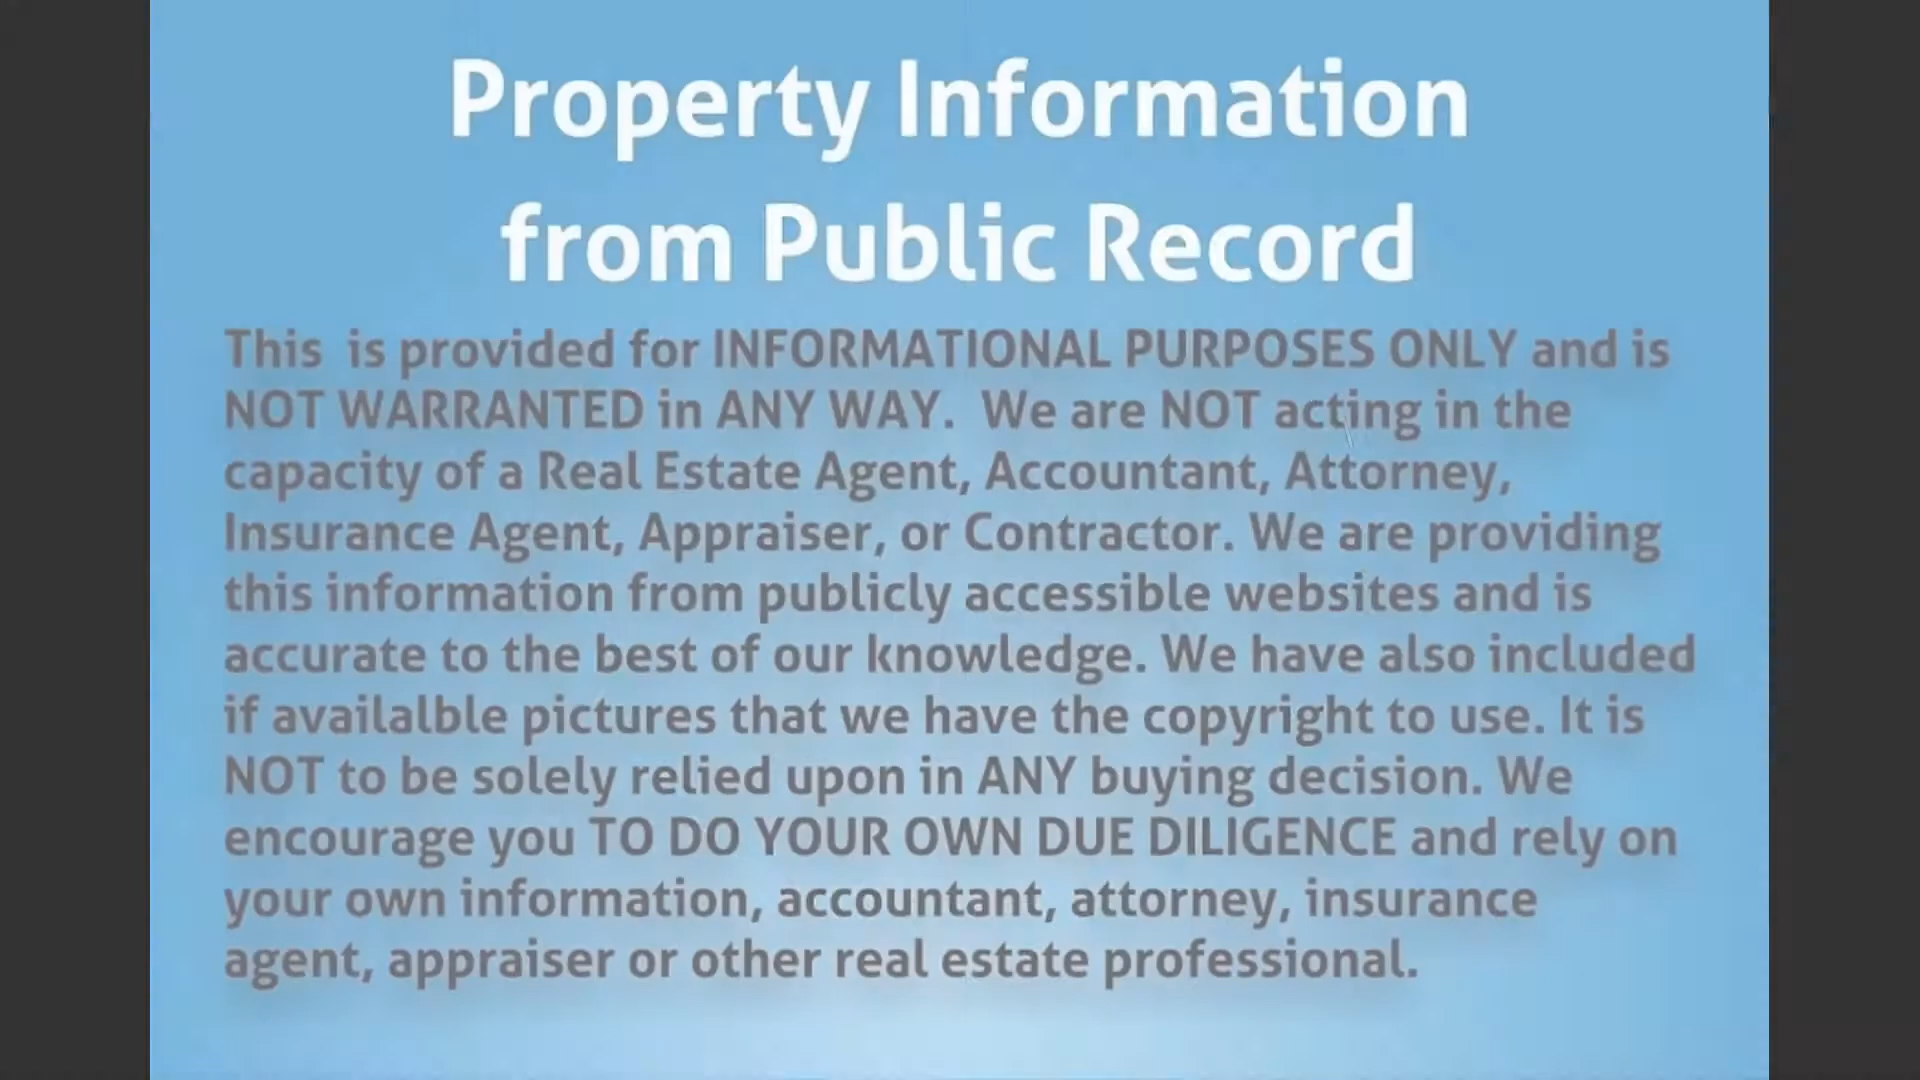 Property Information
from Public Record
This  is provided for INFORMATIONAL PURPOSES ONLY and is
NOT WARRANTED in ANY WAY.  We are NOT acting in the
capacity of a Real Estate Agent, Accountant, Attorney,
Insurance Agent, Appraiser, or Contractor. We are providing
this information from publicly accessible websites and is
accurate to the best of our knowledge. We have also included
if availalble pictures that we have the copyright to use. It is
NOT to be solely relied upon in ANY buying decision. We
encourage you TO DO YOUR OWN DUE DILIGENCE and rely on
your own information, accountant, attorney, insurance
agent, appraiser or other real estate professional.